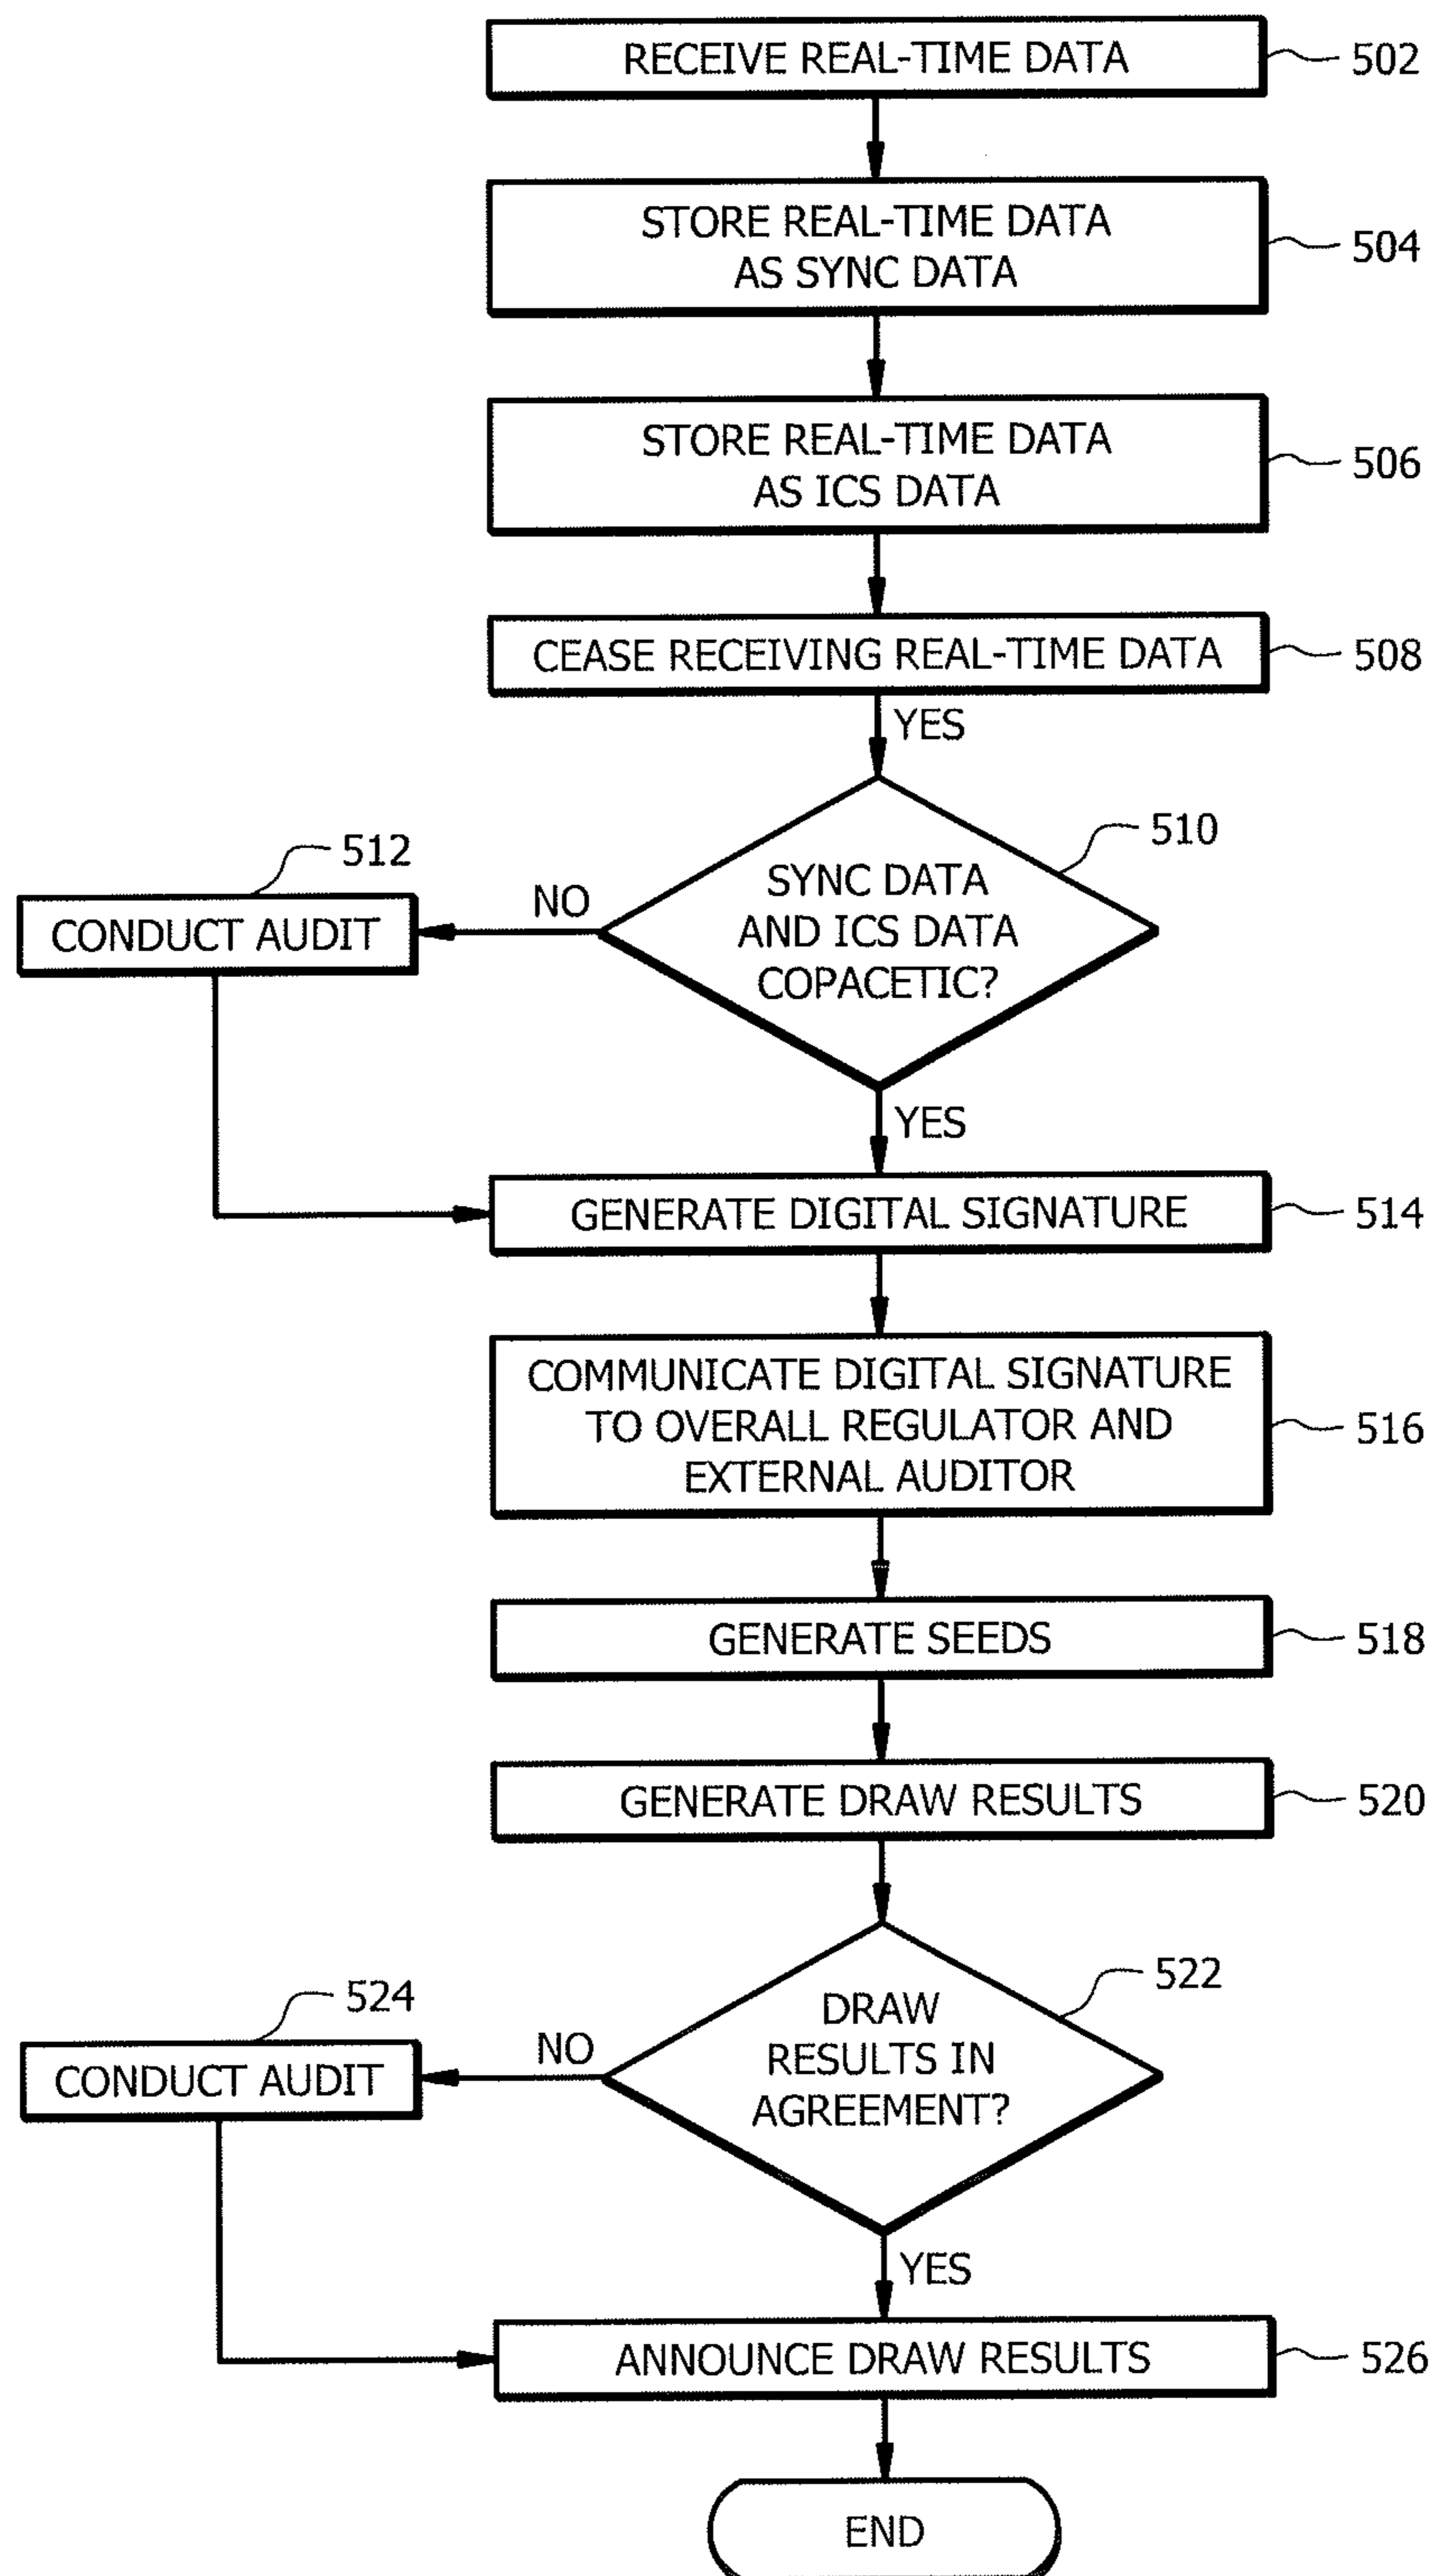 RECEIVE REAL-TIME DATA
502
STORE REAL-TIME DATA
AS SYNC DATA
504
STORE REAL-TIME DATA
AS ICS DATA
506
CEASE RECEIVING REAL-TIME DATA
508
YES
510
SYNC DATA
AND ICS DATA
COPACETIC?
NO
512
CONDUCT AUDIT
YES
GENERATE DIGITAL SIGNATURE
514
COMMUNICATE DIGITAL SIGNATURE
TO OVERALL REGULATOR AND
EXTERNAL AUDITOR
516
GENERATE SEEDS
518
GENERATE DRAW RESULTS
520
522
DRAW
RESULTS IN
AGREEMENT?
NO
524
CONDUCT AUDIT
YES
ANNOUNCE DRAW RESULTS
526
END